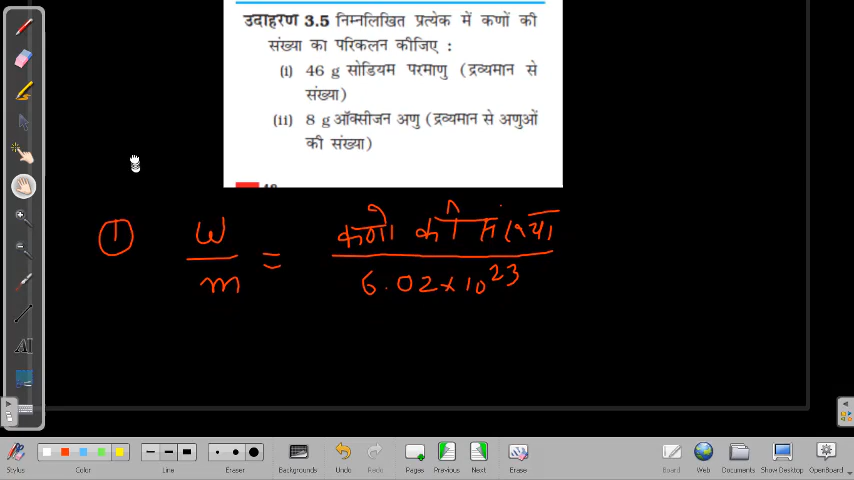 उदाहरण 3.5 निम्नलिखित प्रत्येक में कणों की
संख्या का परिकलन कीजिए :
(i) 46 g सोडियम परमाणु (द्रव्यमान से
संख्या)
(ii) 8 g ऑक्सीजन अणु (द्रव्यमान से अणुओं
की संख्या)
① w/m = कणो की संख्या / 6.02×10²³
Stylus
Color
Line
Eraser
Backgrounds
Undo
Redo
Pages
Previous
Next
Erase
Board
Web
Documents
Show Desktop
OpenBoard